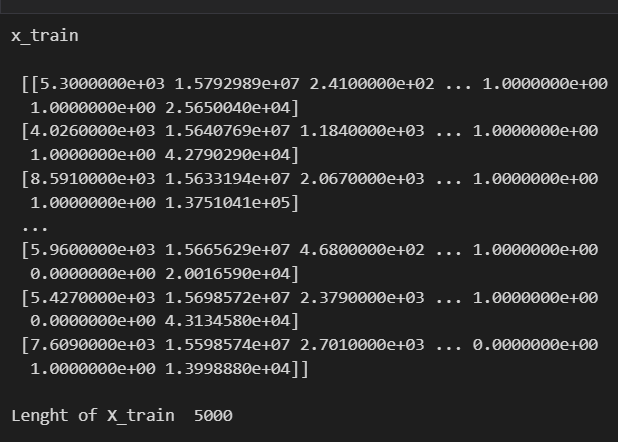 x_train
[[5.3000000e+03 1.5792989e+07 2.4100000e+02 ... 1.0000000e+00
1.0000000e+00 2.5650040e+04]
[4.0260000e+03 1.5640769e+07 1.1840000e+03 ... 1.0000000e+00
1.0000000e+00 4.2790290e+04]
[8.5910000e+03 1.5633194e+07 2.0670000e+03 ... 1.0000000e+00
1.0000000e+00 1.3751041e+05]
...
[5.9600000e+03 1.5665629e+07 4.6800000e+02 ... 1.0000000e+00
0.0000000e+00 2.0016590e+04]
[5.4270000e+03 1.5698572e+07 2.3790000e+03 ... 1.0000000e+00
0.0000000e+00 4.3134580e+04]
[7.6090000e+03 1.5598574e+07 2.7010000e+03 ... 0.0000000e+00
1.0000000e+00 1.3998880e+04]]
Lenght of X_train  5000